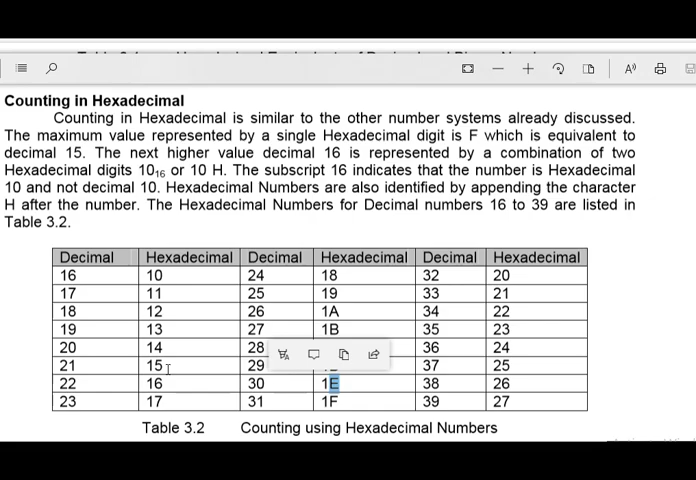 Counting in Hexadecimal
Counting in Hexadecimal is similar to the other number systems already discussed.
The maximum value represented by a single Hexadecimal digit is F which is equivalent to
decimal 15. The next higher value decimal 16 is represented by a combination of two
Hexadecimal digits 10₁₆ or 10 H. The subscript 16 indicates that the number is Hexadecimal
10 and not decimal 10. Hexadecimal Numbers are also identified by appending the character
H after the number. The Hexadecimal Numbers for Decimal numbers 16 to 39 are listed in
Table 3.2.
Decimal Hexadecimal Decimal Hexadecimal Decimal Hexadecimal
16 10 24 18 32 20
17 11 25 19 33 21
18 12 26 1A 34 22
19 13 27 1B 35 23
20 14 28 36 24
21 15 29 37 25
22 16 30 1E 38 26
23 17 31 1F 39 27
Table 3.2 Counting using Hexadecimal Numbers